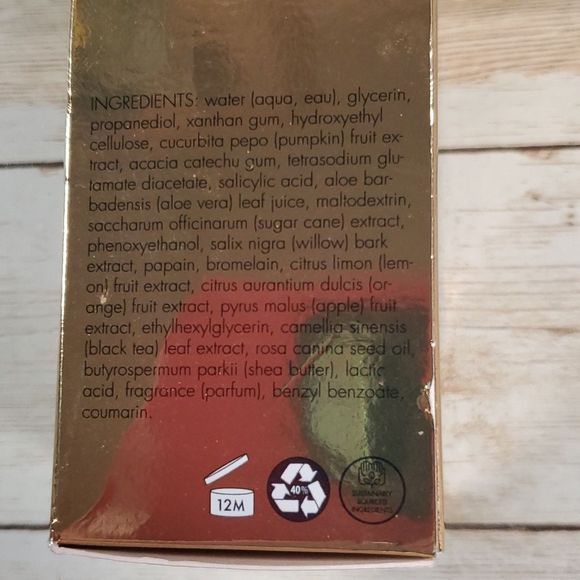 INGREDIENTS: water (aqua, eau), glycerin,
propanediol, xanthan gum, hydroxyethyl
cellulose, cucurbita pepo (pumpkin) fruit ex-
tract, acacia catechu gum, tetrasodium glu-
tamate diacetate, salicylic acid, aloe bar-
badensis (aloe vera) leaf juice, maltodextrin,
saccharum officinarum (sugar cane) extract,
phenoxyethanol, salix nigra (willow) bark
extract, papain, bromelain, citrus limon (lem-
on) fruit extract, citrus aurantium dulcis (or-
ange) fruit extract, pyrus malus (apple) fruit
extract, ethylhexylglycerin, camellia sinensis
(black tea) leaf extract, rosa canina seed oil,
butyrospermum parkii (shea butter), lactic
acid, fragrance (parfum), benzyl benzoate,
coumarin.
12M
40%
SUSTAINABLY
SOURCED
INGREDIENTS